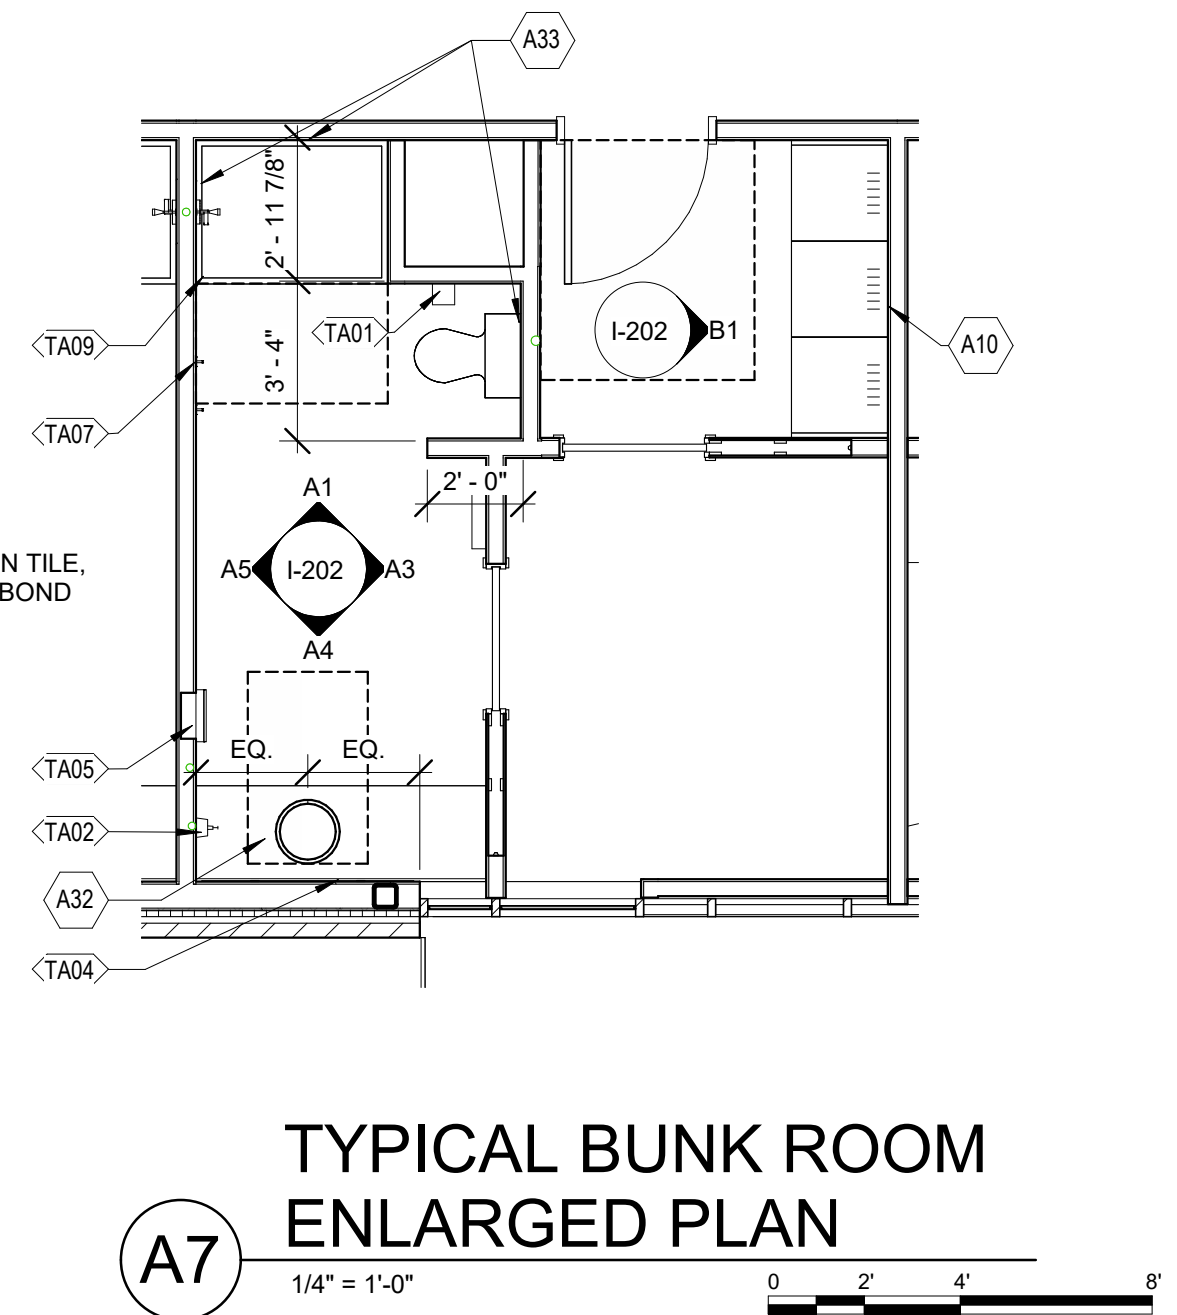 A33
2' - 11 7/8"
TA01
I-202
B1
TA09
3' - 4"
A10
TA07
2' - 0"
A1
A5
I-202
A3
A4
N TILE,
BOND
EQ.
EQ.
TA05
TA02
A32
TA04
TYPICAL BUNK ROOM
ENLARGED PLAN
A7
1/4" = 1'-0"
0 2' 4' 8'